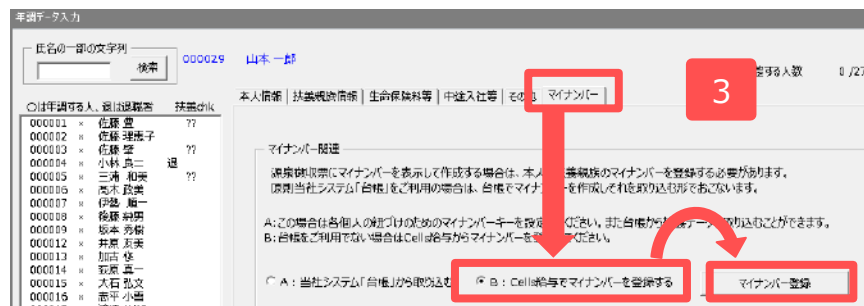 年調データ入力
氏名の一部の文字列
検索
000029 山本 一郎
する人数 0 /27
3
○は年調する人、退は退職者 扶養chk
本人情報 扶養親族情報 生命保険料等 中途入社等 その他 マイナンバー
000001 × 佐藤 豊 ??
000002 × 佐藤 理恵子
000003 × 佐藤 肇 ??
000004 × 小林 良二 退
000005 × 三浦 和美 ??
000006 × 高木 政美
000007 × 伊勢 順一
000008 × 後藤 義男
000009 × 坂本 秀樹
000012 × 井原 友美
000013 × 加古 修
000014 × 萩原 真一
000015 × 大石 弘文
000016 × 志平 小雪
マイナンバー関連
源泉徴収票にマイナンバーを表示して作成する場合は、本人 扶養親族のマイナンバーを登録する必要があります。
原則当社システム「台帳」をご利用の場合は、台帳でマイナンバーを作成しそれを取り込む形でおこないます。
A:この場合は各個人の紐づけのためのマイナンバーキーを設定 ください。また台帳から データ 取り込むことができます。
B:台帳をご利用でない場合はCells給与からマイナンバーを ください。
A:当社システム「台帳」から取り込む
B:Cells給与でマイナンバーを登録する
マイナンバー登録